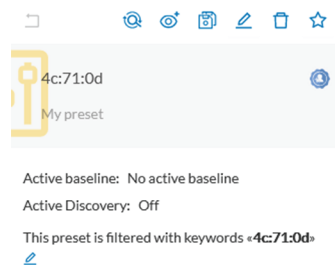 4c:71:0d
My preset
Active baseline: No active baseline
Active Discovery: Off
This preset is filtered with keywords «4c:71:0d»